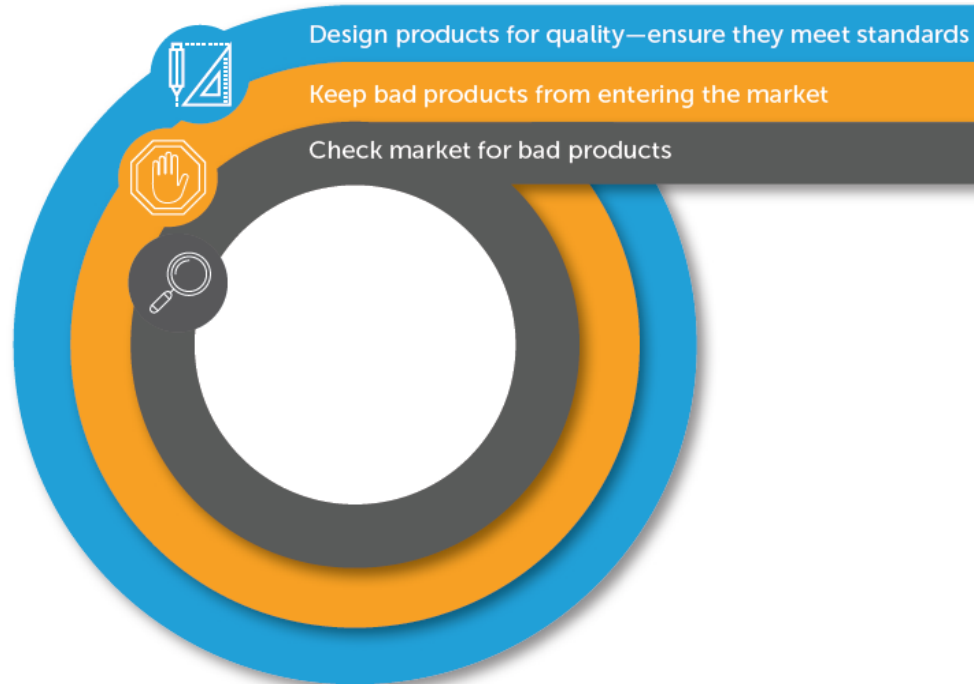 Design products for quality—ensure they meet standards
Keep bad products from entering the market
Check market for bad products